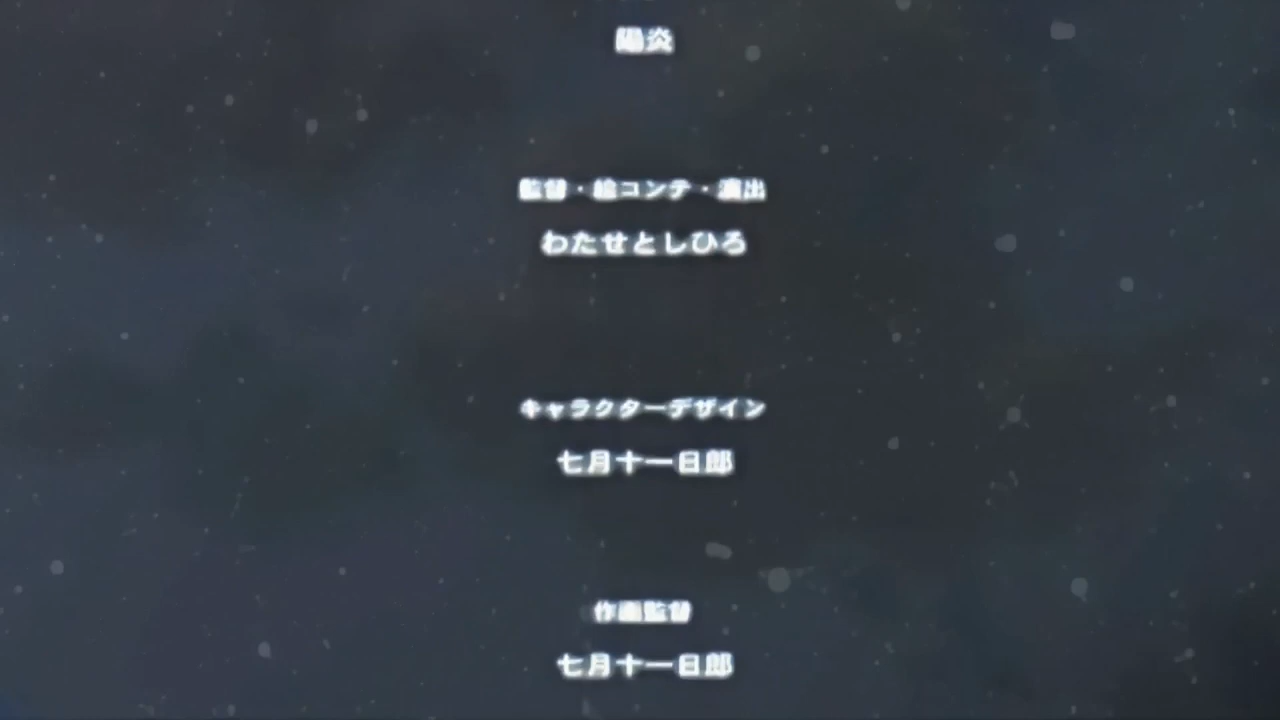 陽炎
監督・絵コンテ・演出
わたせとしひろ
キャラクターデザイン
七月十一日郎
作画監督
七月十一日郎